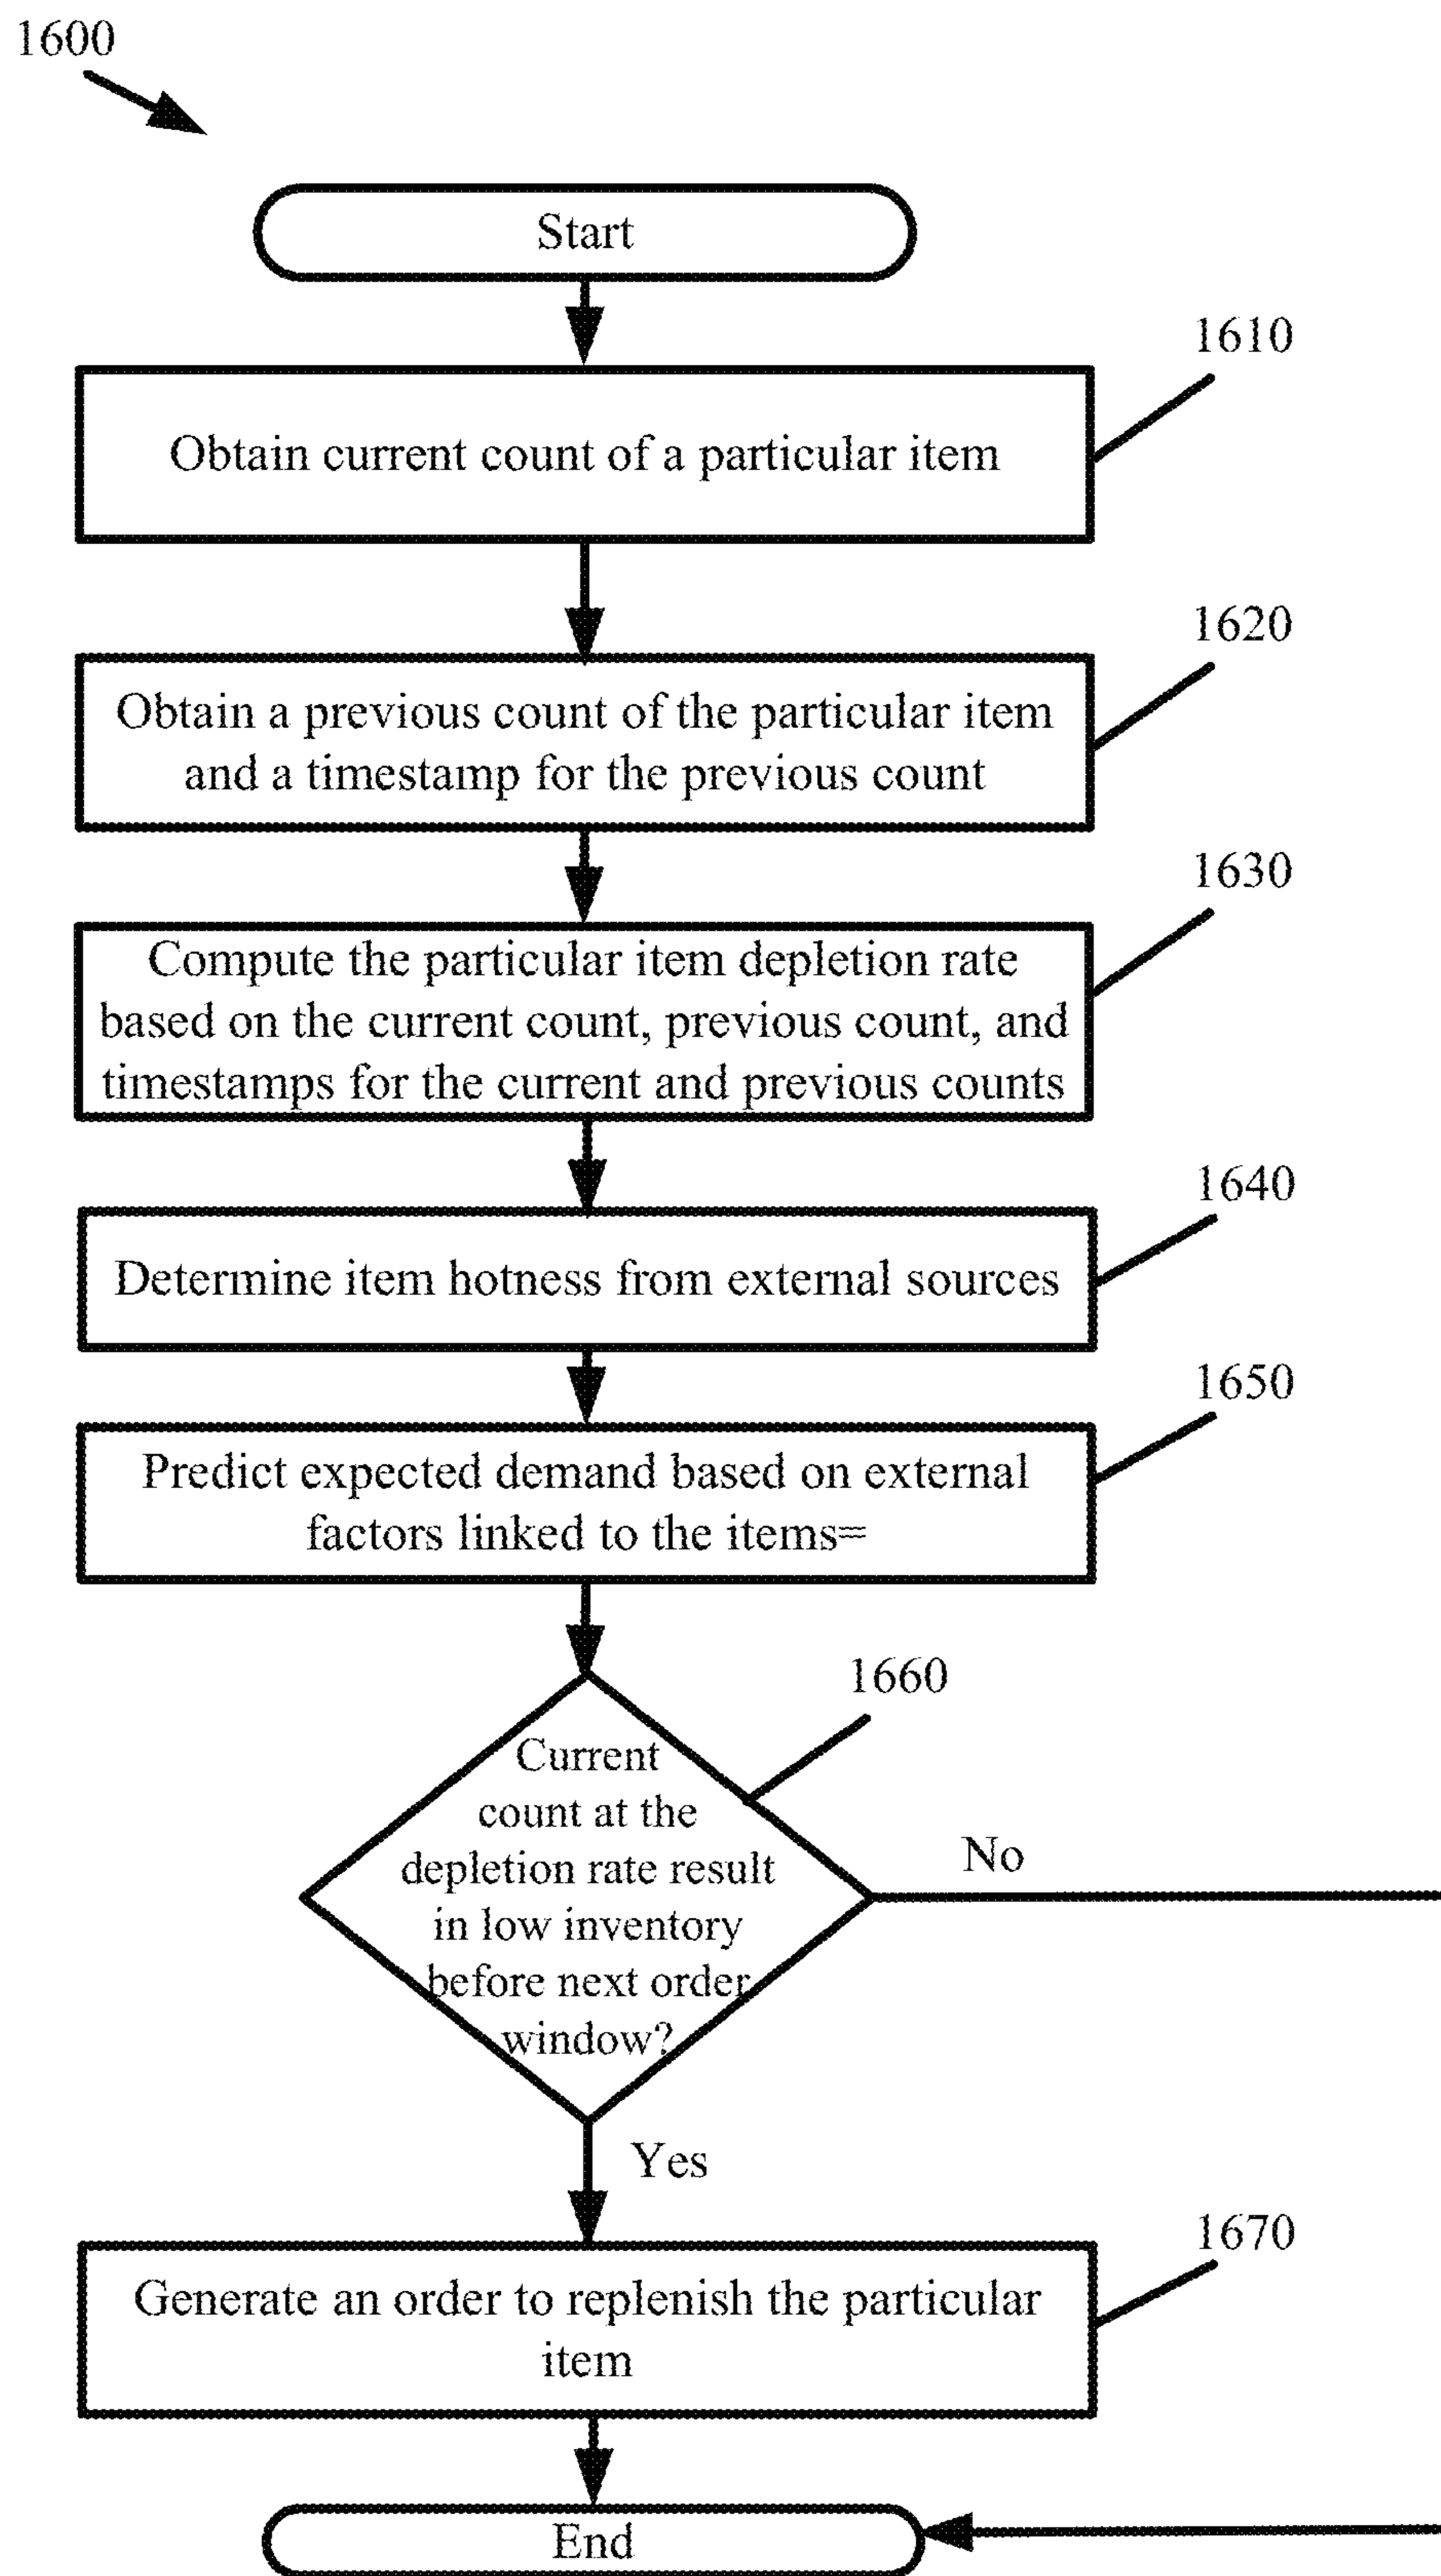 1600
Start
1610
Obtain current count of a particular item
1620
Obtain a previous count of the particular item
and a timestamp for the previous count
1630
Compute the particular item depletion rate
based on the current count, previous count, and
timestamps for the current and previous counts
1640
Determine item hotness from external sources
1650
Predict expected demand based on external
factors linked to the items=
1660
Current
count at the
depletion rate result
in low inventory
before next order
window?
No
Yes
1670
Generate an order to replenish the particular
item
End